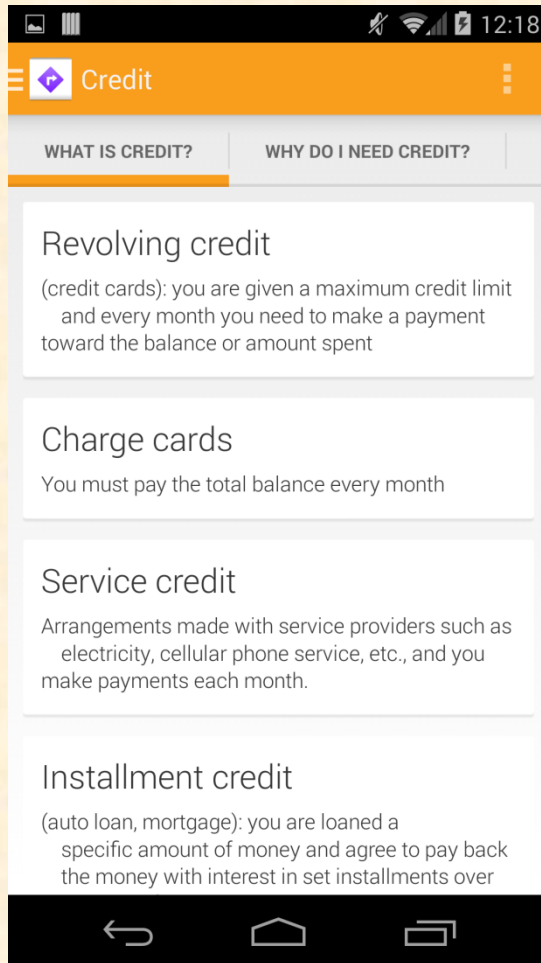 12:18
Credit
WHAT IS CREDIT? WHY DO I NEED CREDIT?
Revolving credit
(credit cards): you are given a maximum credit limit
and every month you need to make a payment
toward the balance or amount spent
Charge cards
You must pay the total balance every month
Service credit
Arrangements made with service providers such as
electricity, cellular phone service, etc., and you
make payments each month.
Installment credit
(auto loan, mortgage): you are loaned a
specific amount of money and agree to pay back
the money with interest in set installments over